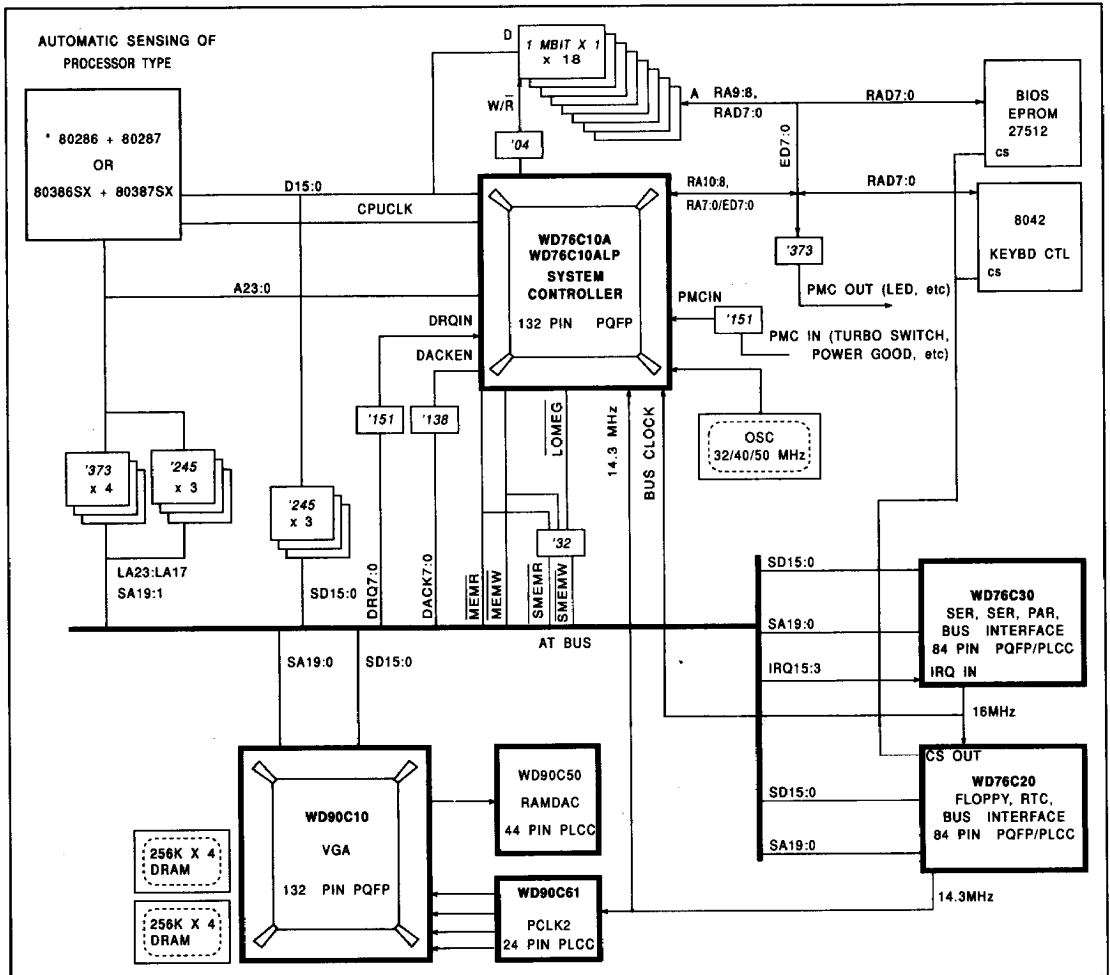 AUTOMATIC SENSING OF
PROCESSOR TYPE
* 80286 + 80287
OR
80386SX + 80387SX
D
1 MBIT X 1
x 18
W/R̅
'04
A
RA9:8,
RAD7:0
RAD7:0
BIOS
EPROM
27512
CS
ED7:0
D15:0
CPUCLK
RA10:8,
RA7:0/ED7:0
RAD7:0
8042
KEYBD CTL
CS
WD76C10A
WD76C10ALP
SYSTEM
CONTROLLER
132 PIN PQFP
'373
PMC OUT (LED, etc)
A23:0
PMCIN
'151
PMC IN (TURBO SWITCH,
POWER GOOD, etc)
DRQIN
DACKEN
'151
'138
LOMEG
14.3 MHz
BUS CLOCK
OSC
32/40/50 MHz
'373
x 4
'245
x 3
'245
x 3
'32
LA23:LA17
SA19:1
SD15:0
DRQ7:0
DACK7:0
MEMR
MEMW
SMEMR
SMEMW
AT BUS
SD15:0
SA19:0
IRQ15:3
WD76C30
SER, SER, PAR,
BUS INTERFACE
84 PIN PQFP/PLCC
IRQ IN
16MHz
SA19:0
SD15:0
CS OUT
WD76C20
FLOPPY, RTC,
BUS INTERFACE
84 PIN PQFP/PLCC
SD15:0
SA19:0
14.3MHz
WD90C10
VGA
132 PIN PQFP
WD90C50
RAMDAC
44 PIN PLCC
256K X 4
DRAM
256K X 4
DRAM
WD90C61
PCLK2
24 PIN PLCC